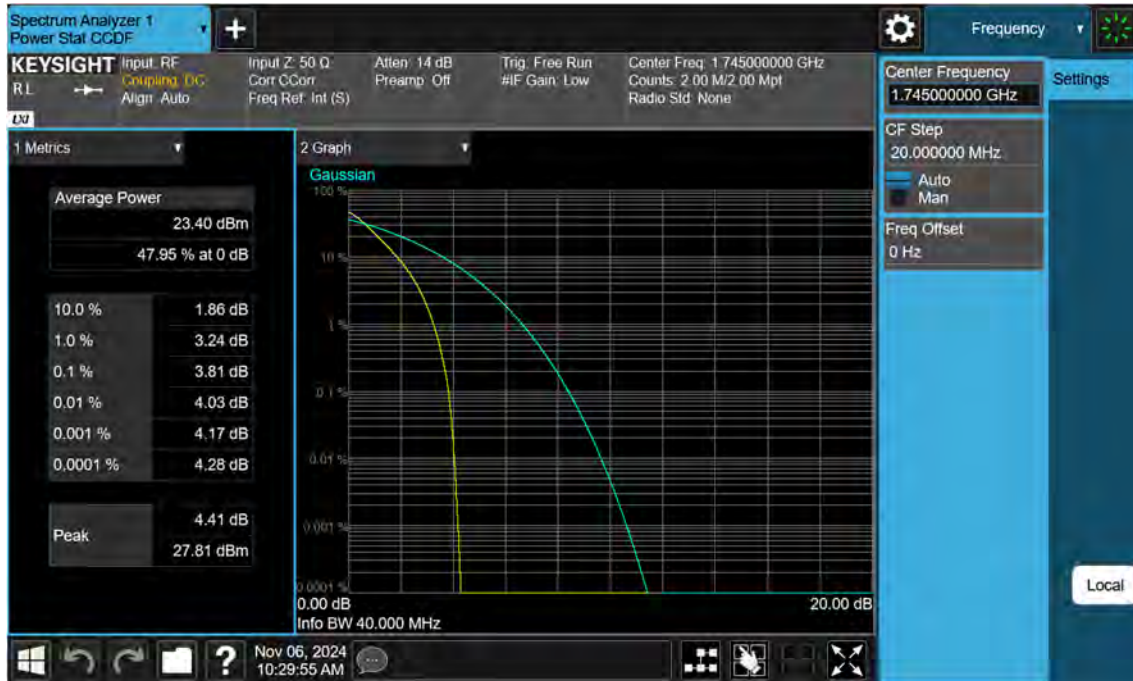 Spectrum Analyzer 1
Power Stat CCDF
Frequency
KEYSIGHT
RL
LXI
Input: RF
Coupling: DC
Align: Auto
Input Z: 50 Ω
Corr CCorr
Freq Ref: Int (S)
Atten: 14 dB
Preamp: Off
Trig: Free Run
#IF Gain: Low
Center Freq: 1.745000000 GHz
Counts: 2.00 M/2.00 Mpt
Radio Std: None
Center Frequency
1.745000000 GHz
Settings
CF Step
20.000000 MHz
Auto
Man
Freq Offset
0 Hz
Local
1 Metrics
Average Power
23.40 dBm
47.95 % at 0 dB
10.0 % 1.86 dB
1.0 % 3.24 dB
0.1 % 3.81 dB
0.01 % 4.03 dB
0.001 % 4.17 dB
0.0001 % 4.28 dB
Peak
4.41 dB
27.81 dBm
2 Graph
Gaussian
100 %
10 %
1 %
0.1 %
0.01 %
0.001 %
0.0001 %
0.00 dB 20.00 dB
Info BW 40.000 MHz
?
Nov 06, 2024
10:29:55 AM